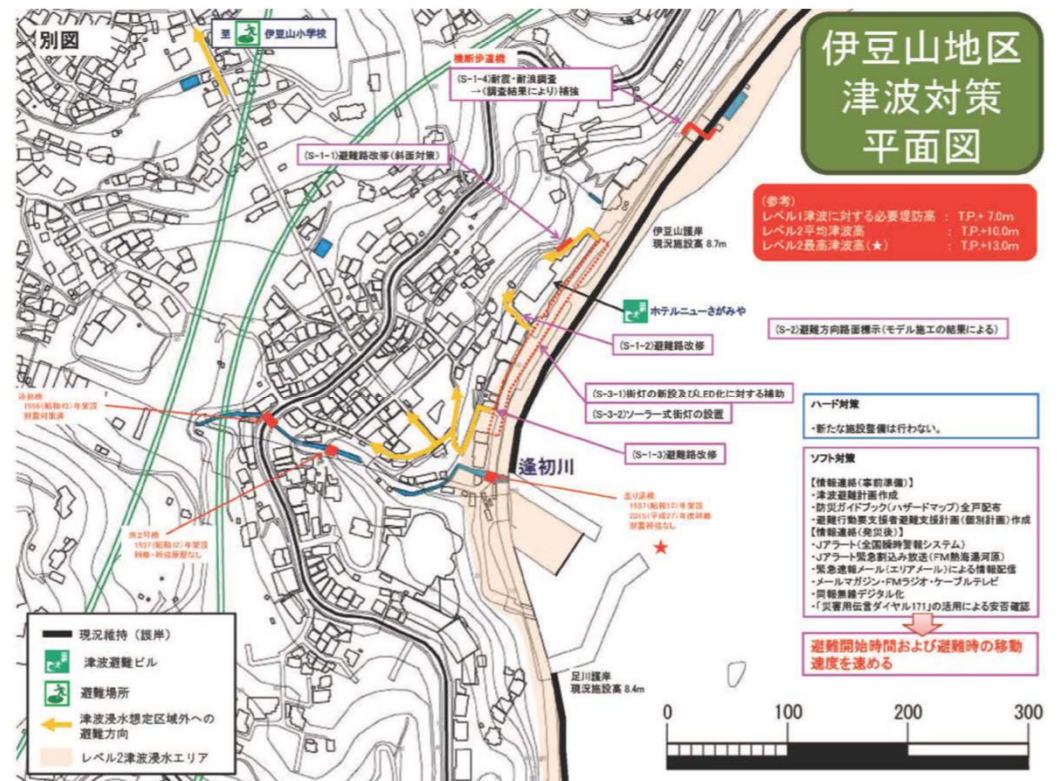 別図
至 伊豆山小学校
伊豆山地区
津波対策
平面図
横断歩道橋
(S-1-4)耐震・耐浪調査
→(調査結果により)補強
(S-1-1)避難路改修(斜面対策)
(参考)
レベル1津波に対する必要堤防高 : T.P.+ 7.0m
レベル2平均津波高 : T.P.+10.0m
レベル2最高津波高(★) : T.P.+13.0m
伊豆山護岸
現況施設高 8.7m
ホテルニューさがみや
(S-2)避難方向路面標示(モデル施工の結果による)
(S-1-2)避難路改修
(S-3-1)街灯の新設及びLED化に対する補助
(S-3-2)ソーラー式街灯の設置
(S-1-3)避難路改修
逢初川
ハード対策
・新たな施設整備は行わない。
ソフト対策
【情報連絡(事前準備)】
・津波避難計画作成
・防災ガイドブック(ハザードマップ)全戸配布
・避難行動要支援者避難支援計画(個別計画)作成
【情報連絡(発災後)】
・Jアラート(全国瞬時警報システム)
・Jアラート緊急割込み放送(FM熱海湯河原)
・緊急速報メール(エリアメール)による情報配信
・メールマガジン・FMラジオ・ケーブルテレビ
・同報無線デジタル化
・「災害用伝言ダイヤル171」の活用による安否確認
避難開始時間および避難時の移動
速度を速める
★
足川護岸
現況施設高 8.4m
現況維持(護岸)
津波避難ビル
避難場所
津波浸水想定区域外への
避難方向
レベル2津波浸水エリア
0 100 200 300